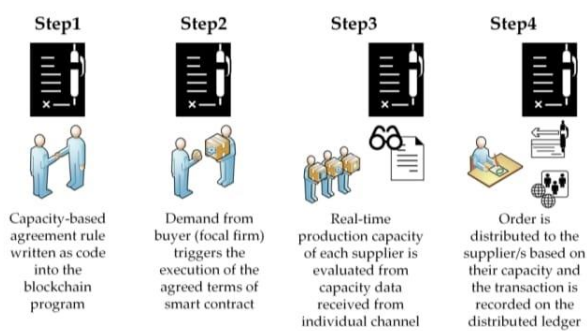 Step1
Step2
Step3
Step4
Capacity-based
agreement rule
written as code
into the
blockchain
program
Demand from
buyer (focal firm)
triggers the
execution of the
agreed terms of
smart contract
Real-time
production capacity
of each supplier is
evaluated from
capacity data
received from
individual channel
Order is
distributed to the
supplier/s based on
their capacity and
the transaction is
recorded on the
distributed ledger